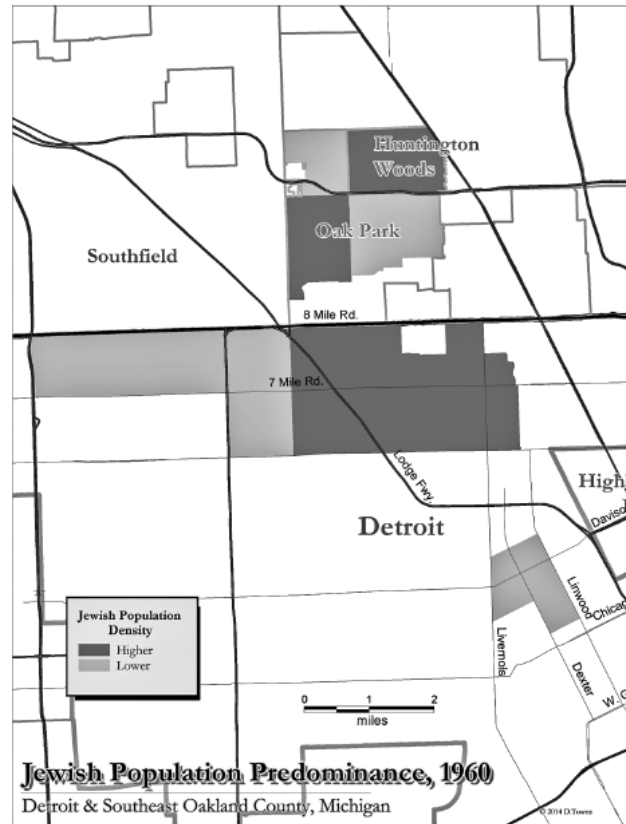 Huntington
Woods
Oak Park
Southfield
8 Mile Rd.
7 Mile Rd.
Lodge Fwy.
High
Daviso
Detroit
Linwood
Chicag
Livernois
Dexter
W. G
Jewish Population
Density
Higher
Lower
0 1 2
miles
Jewish Population Predominance, 1960
Detroit & Southeast Oakland County, Michigan
© 2014 D.Towns